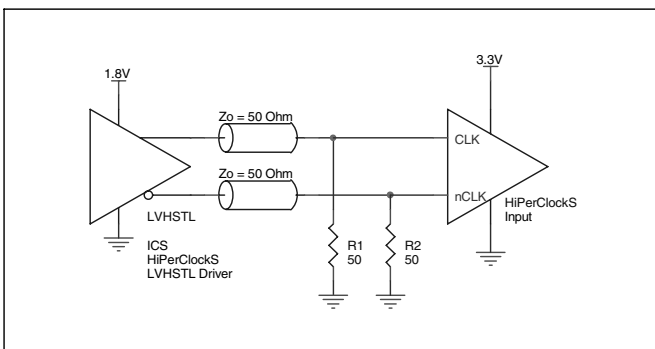 1.8V
3.3V
Zo = 50 Ohm
CLK
Zo = 50 Ohm
nCLK
HiPerClockS
Input
LVHSTL
ICS
HiPerClockS
LVHSTL Driver
R1
50
R2
50